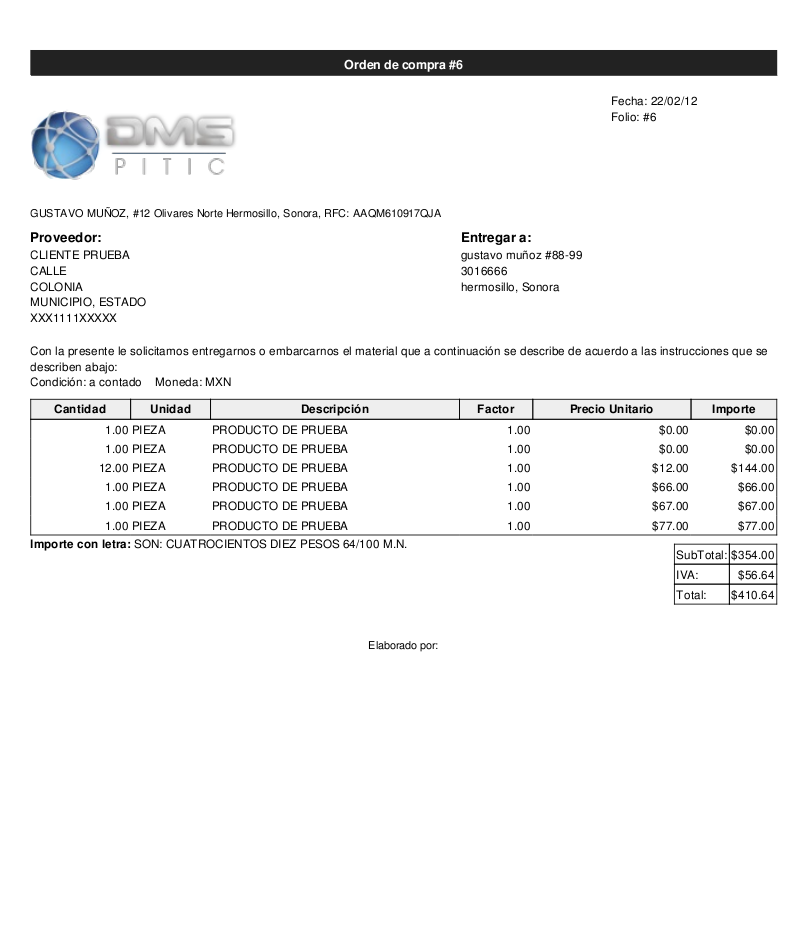 Orden de compra #6
Fecha: 22/02/12
Folio: #6
DMS
PITIC
GUSTAVO MUÑOZ, #12 Olivares Norte Hermosillo, Sonora, RFC: AAQM610917QJA
Proveedor:
CLIENTE PRUEBA
CALLE
COLONIA
MUNICIPIO, ESTADO
XXX1111XXXXX
Entregar a:
gustavo muñoz #88-99
3016666
hermosillo, Sonora
Con la presente le solicitamos entregarnos o embarcarnos el material que a continuación se describe de acuerdo a las instrucciones que se
describen abajo:
Condición: a contado Moneda: MXN
Cantidad Unidad Descripción Factor Precio Unitario Importe
1.00 PIEZA PRODUCTO DE PRUEBA 1.00 $0.00 $0.00
1.00 PIEZA PRODUCTO DE PRUEBA 1.00 $0.00 $0.00
12.00 PIEZA PRODUCTO DE PRUEBA 1.00 $12.00 $144.00
1.00 PIEZA PRODUCTO DE PRUEBA 1.00 $66.00 $66.00
1.00 PIEZA PRODUCTO DE PRUEBA 1.00 $67.00 $67.00
1.00 PIEZA PRODUCTO DE PRUEBA 1.00 $77.00 $77.00
Importe con letra: SON: CUATROCIENTOS DIEZ PESOS 64/100 M.N.
SubTotal: $354.00
IVA: $56.64
Total: $410.64
Elaborado por: